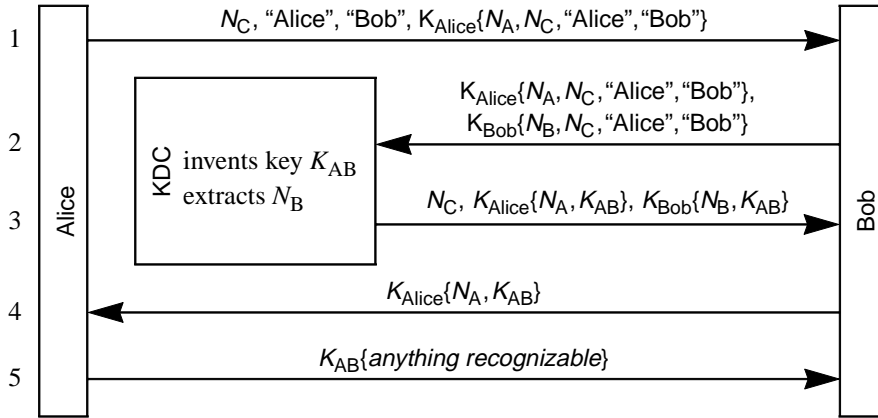 1 N_C, “Alice”, “Bob”, K_Alice{N_A,N_C,“Alice”,“Bob”}
K_Alice{N_A,N_C,“Alice”,“Bob”},
2 K_Bob{N_B,N_C,“Alice”,“Bob”}
KDC
invents key K_AB
extracts N_B
3 N_C, K_Alice{N_A,K_AB}, K_Bob{N_B,K_AB}
Alice
Bob
4 K_Alice{N_A,K_AB}
5 K_AB{anything recognizable}